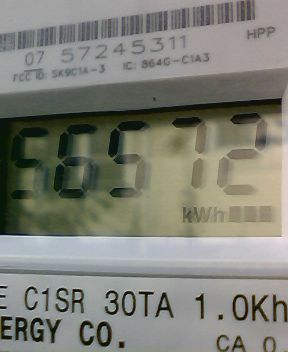 HPP
07 57245311
FCC ID: SK9C1A-3 IC: 864G-C1A3
56572
kWh
E C1SR 30TA 1.0Kh
ERGY CO.
CA 0.